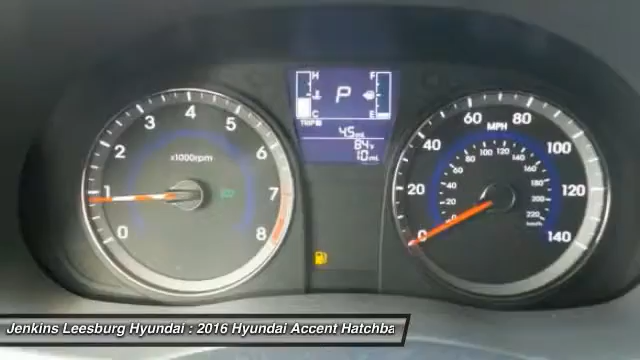 0 1 2 3 4 5 6 7 8
x1000rpm
H F
P
C E
TRIP
45mi
10mi
MPH
0 20 40 60 80 100 120 140
0 20 40 60 80 100 120 140 160 180 200 220
km/h
Jenkins Leesburg Hyundai : 2016 Hyundai Accent Hatchba